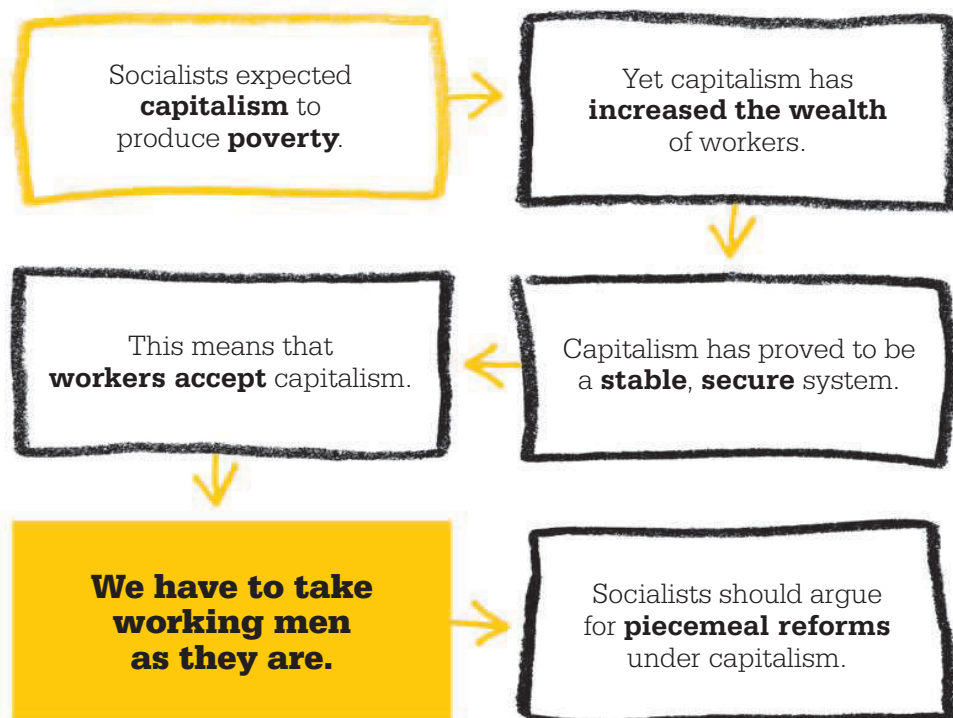 Socialists expected
capitalism to
produce poverty.
Yet capitalism has
increased the wealth
of workers.
Capitalism has proved to be
a stable, secure system.
This means that
workers accept capitalism.
We have to take
working men
as they are.
Socialists should argue
for piecemeal reforms
under capitalism.